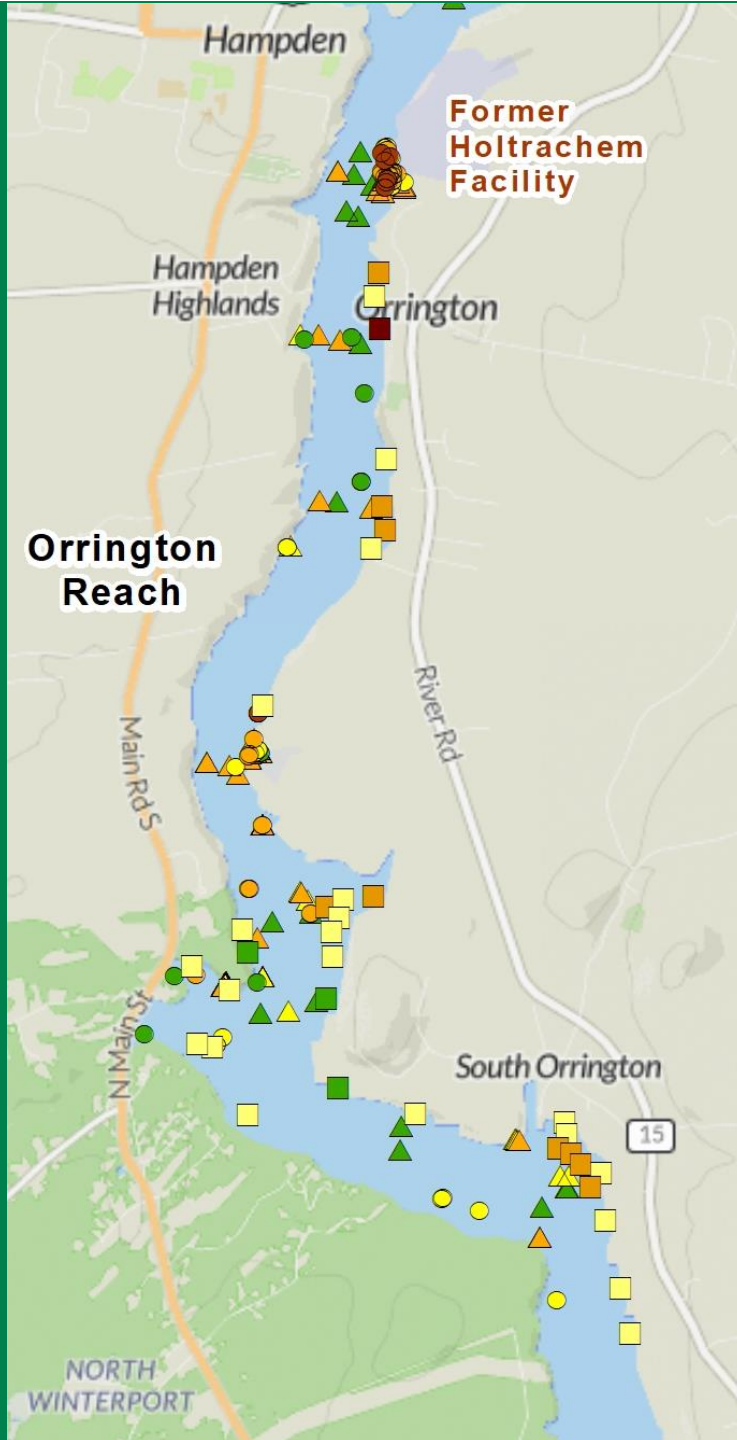 Hampden
Former
Holtrachem
Facility
Hampden
Highlands
Orrington
Orrington
Reach
River Rd
Main Rd S
N Main St
South Orrington
15
NORTH
WINTERPORT